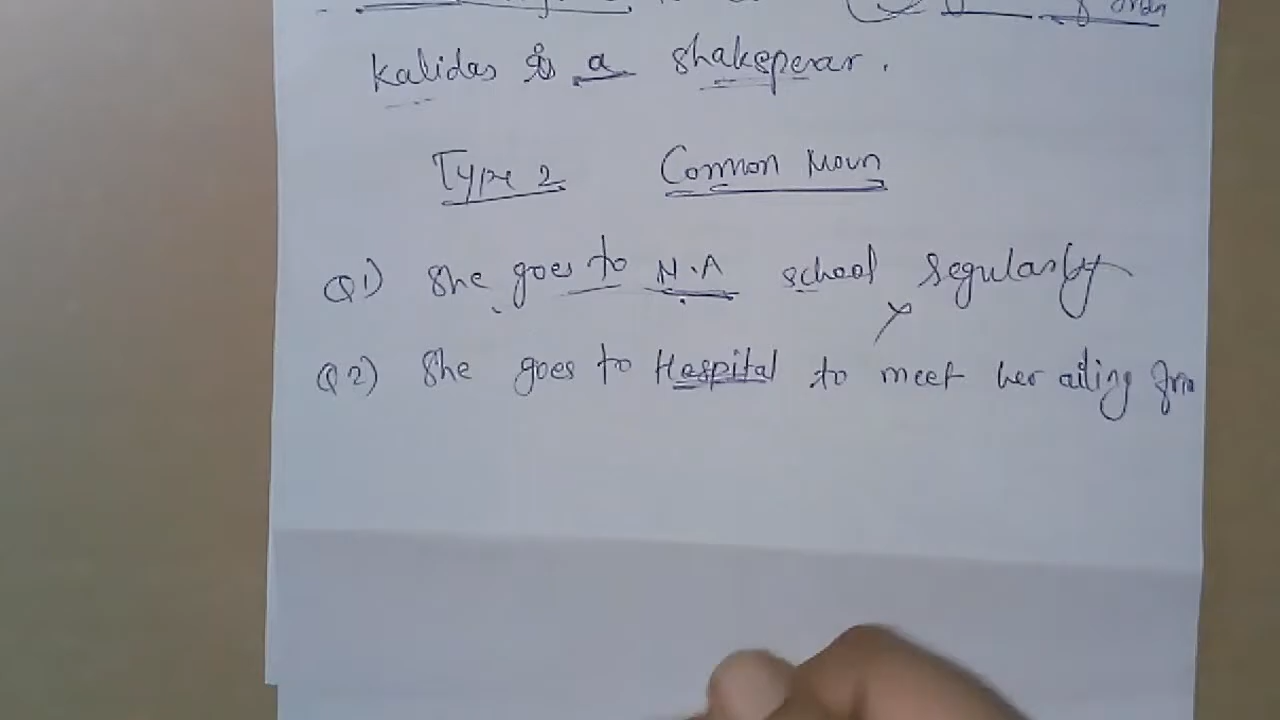 Kalidas is a Shakeperar.
Type 2 Common Noun
Q1) She goes to N.A school regularly
Q2) She goes to Hospital to meet her ailing